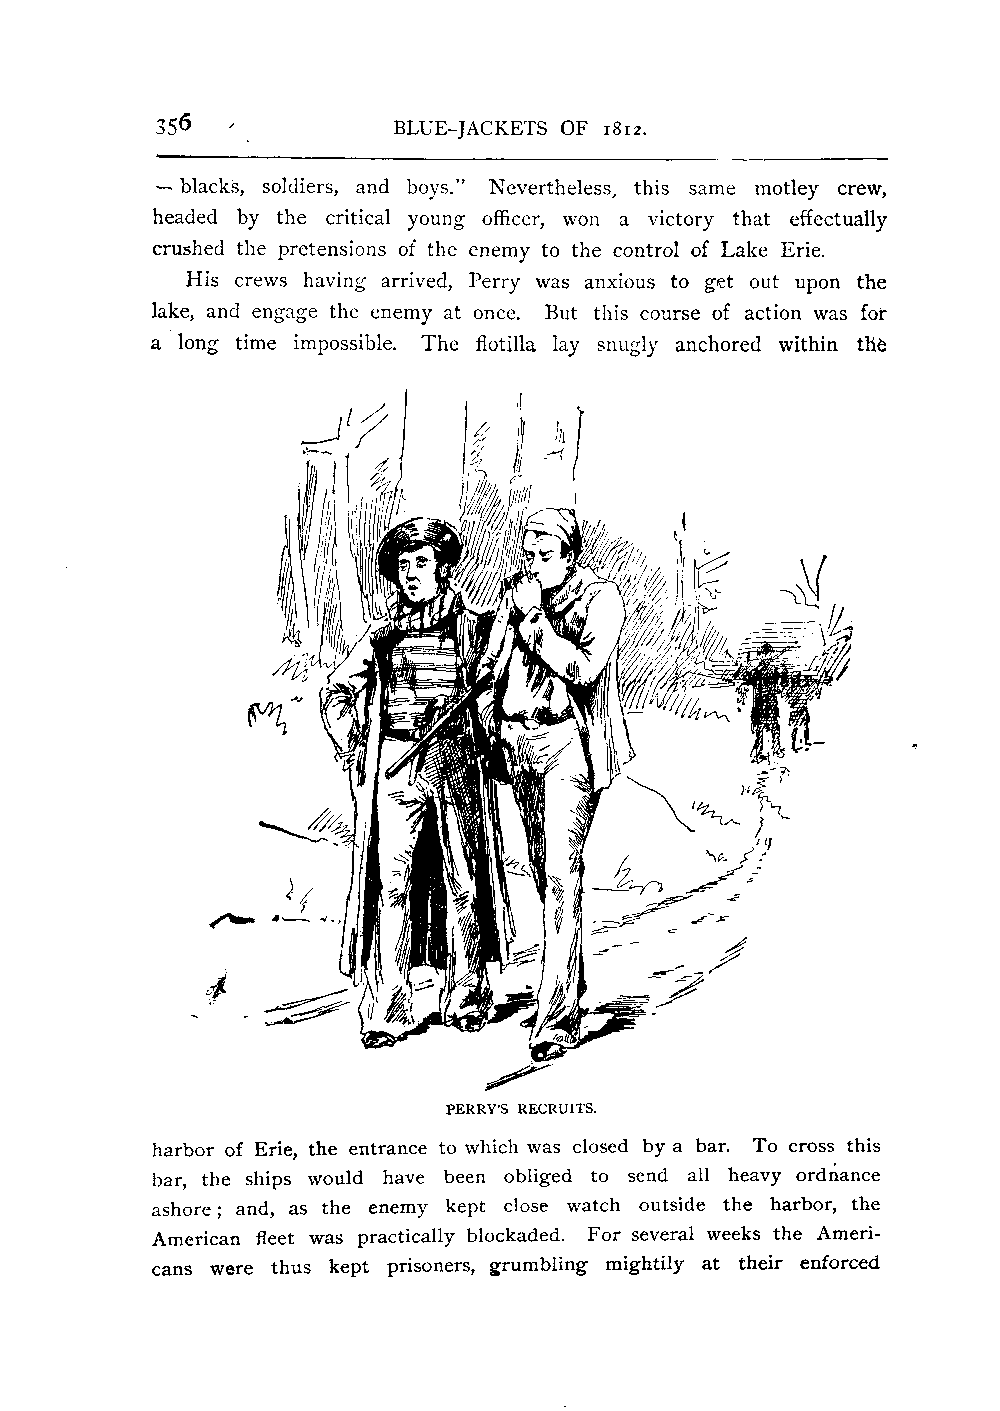 356 BLUE-JACKETS OF 1812.
— blacks, soldiers, and boys." Nevertheless, this same motley crew,
headed by the critical young officer, won a victory that effectually
crushed the pretensions of the enemy to the control of Lake Erie.
His crews having arrived, Perry was anxious to get out upon the
lake, and engage the enemy at once. But this course of action was for
a long time impossible. The flotilla lay snugly anchored within the
PERRY'S RECRUITS.
harbor of Erie, the entrance to which was closed by a bar. To cross this
bar, the ships would have been obliged to send all heavy ordnance
ashore; and, as the enemy kept close watch outside the harbor, the
American fleet was practically blockaded. For several weeks the Ameri-
cans were thus kept prisoners, grumbling mightily at their enforced